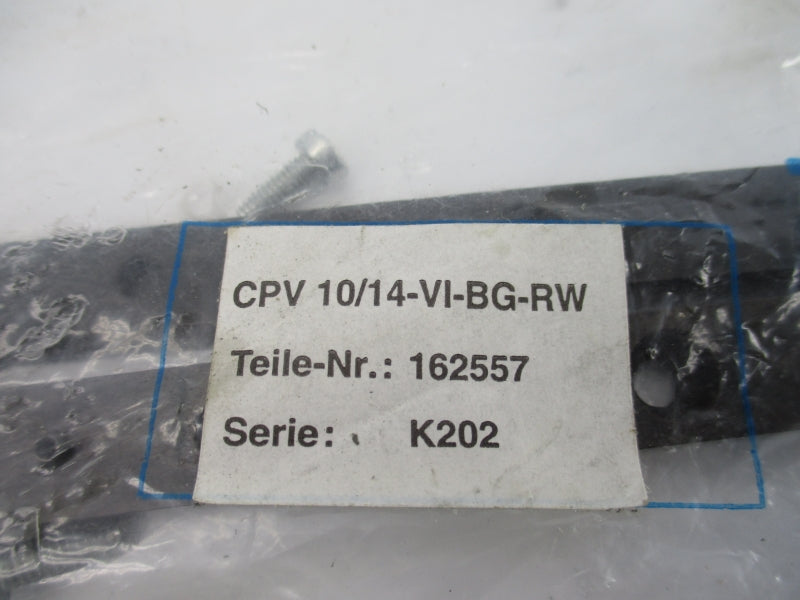 CPV 10/14-VI-BG-RW
Teile-Nr.: 162557
Serie: K202